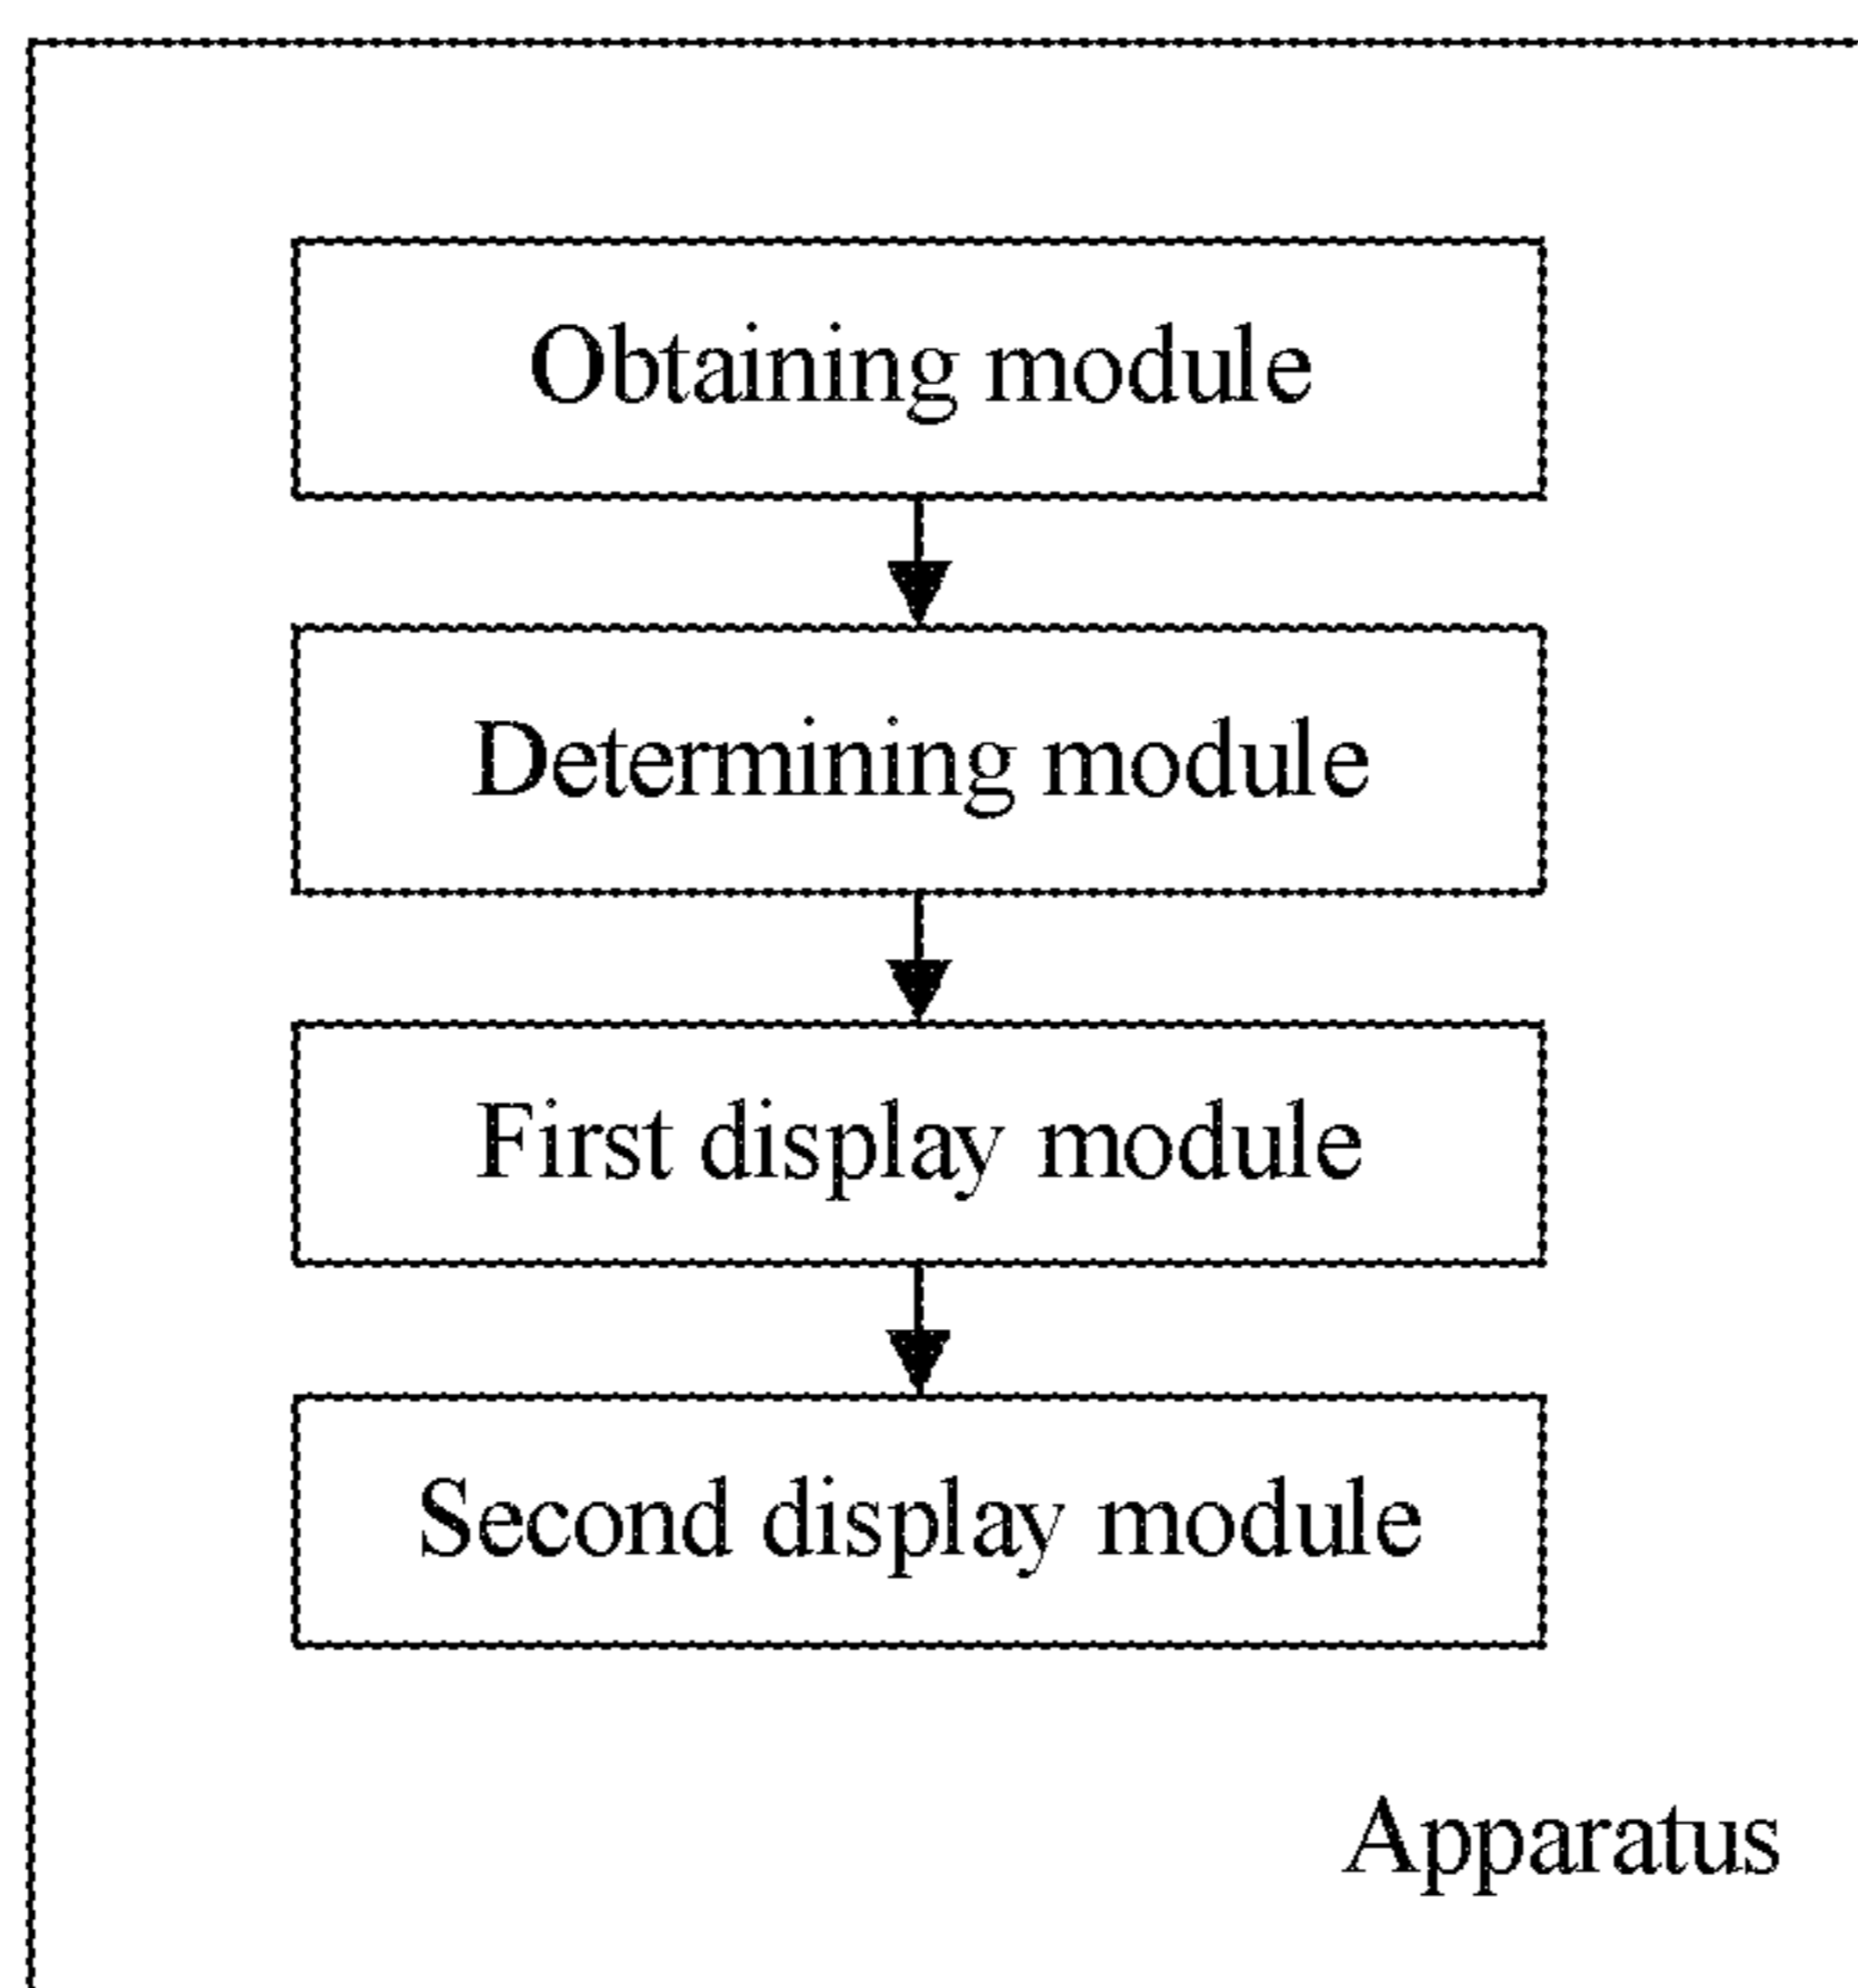 Obtaining module
Determining module
First display module
Second display module
Apparatus